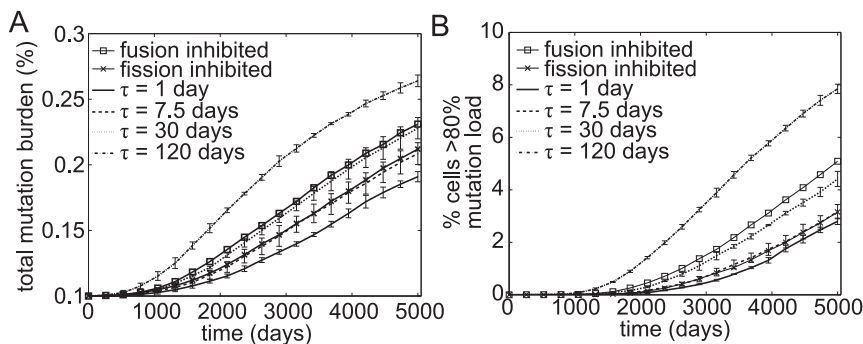 A
total mutation burden (%)
0.3
0.25
0.2
0.15
0.1
fusion inhibited
fission inhibited
τ = 1 day
τ = 7.5 days
τ = 30 days
τ = 120 days
0 1000 2000 3000 4000 5000
time (days)
B
% cells >80%
mutation load
10
8
6
4
2
0
fusion inhibited
fission inhibited
τ = 1 day
τ = 7.5 days
τ = 30 days
τ = 120 days
0 1000 2000 3000 4000 5000
time (days)